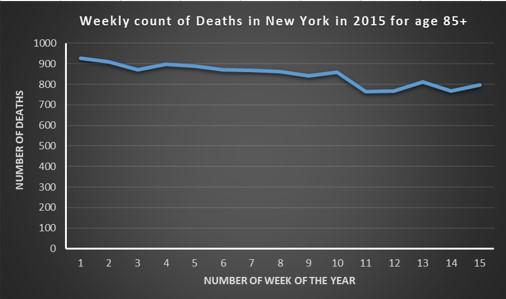 Weekly count of Deaths in New York in 2015 for age 85+
1000
900
800
700
600
500
400
300
200
100
0
NUMBER OF DEATHS
1 2 3 4 5 6 7 8 9 10 11 12 13 14 15
NUMBER OF WEEK OF THE YEAR